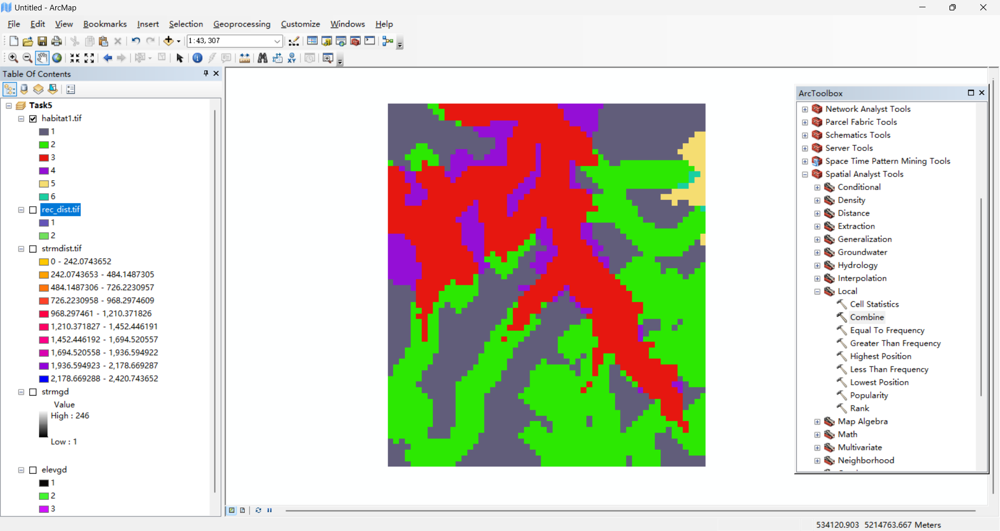 Untitled - ArcMap
File Edit View Bookmarks Insert Selection Geoprocessing Customize Windows Help
1:43, 307
XY
Table Of Contents
Task5
habitat1.tif
1
2
3
4
5
6
rec_dist.tif
1
2
strmdist.tif
0 - 242.0743652
242.0743653 - 484.1487305
484.1487306 - 726.2230957
726.2230958 - 968.2974609
968.297461 - 1,210.371826
1,210.371827 - 1,452.446191
1,452.446192 - 1,694.520557
1,694.520558 - 1,936.594922
1,936.594923 - 2,178.669287
2,178.669288 - 2,420.743652
strmgd
Value
High : 246
Low : 1
elevgd
1
2
3
ArcToolbox
Network Analyst Tools
Parcel Fabric Tools
Schematics Tools
Server Tools
Space Time Pattern Mining Tools
Spatial Analyst Tools
Conditional
Density
Distance
Extraction
Generalization
Groundwater
Hydrology
Interpolation
Local
Cell Statistics
Combine
Equal To Frequency
Greater Than Frequency
Highest Position
Less Than Frequency
Lowest Position
Popularity
Rank
Map Algebra
Math
Multivariate
Neighborhood
534120.903 5214763.667 Meters